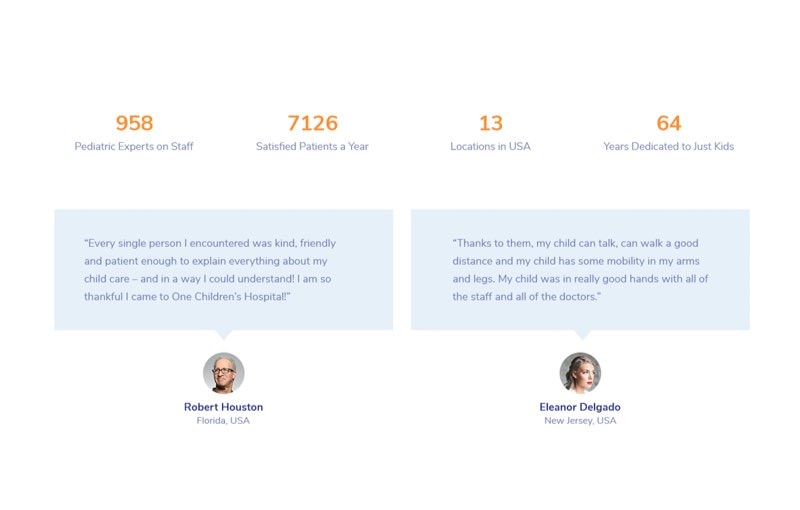 958
Pediatric Experts on Staff
7126
Satisfied Patients a Year
13
Locations in USA
64
Years Dedicated to Just Kids
“Every single person I encountered was kind, friendly
and patient enough to explain everything about my
child care – and in a way I could understand! I am so
thankful I came to One Children’s Hospital!”
Robert Houston
Florida, USA
“Thanks to them, my child can talk, can walk a good
distance and my child has some mobility in my arms
and legs. My child was in really good hands with all of
the staff and all of the doctors.”
Eleanor Delgado
New Jersey, USA